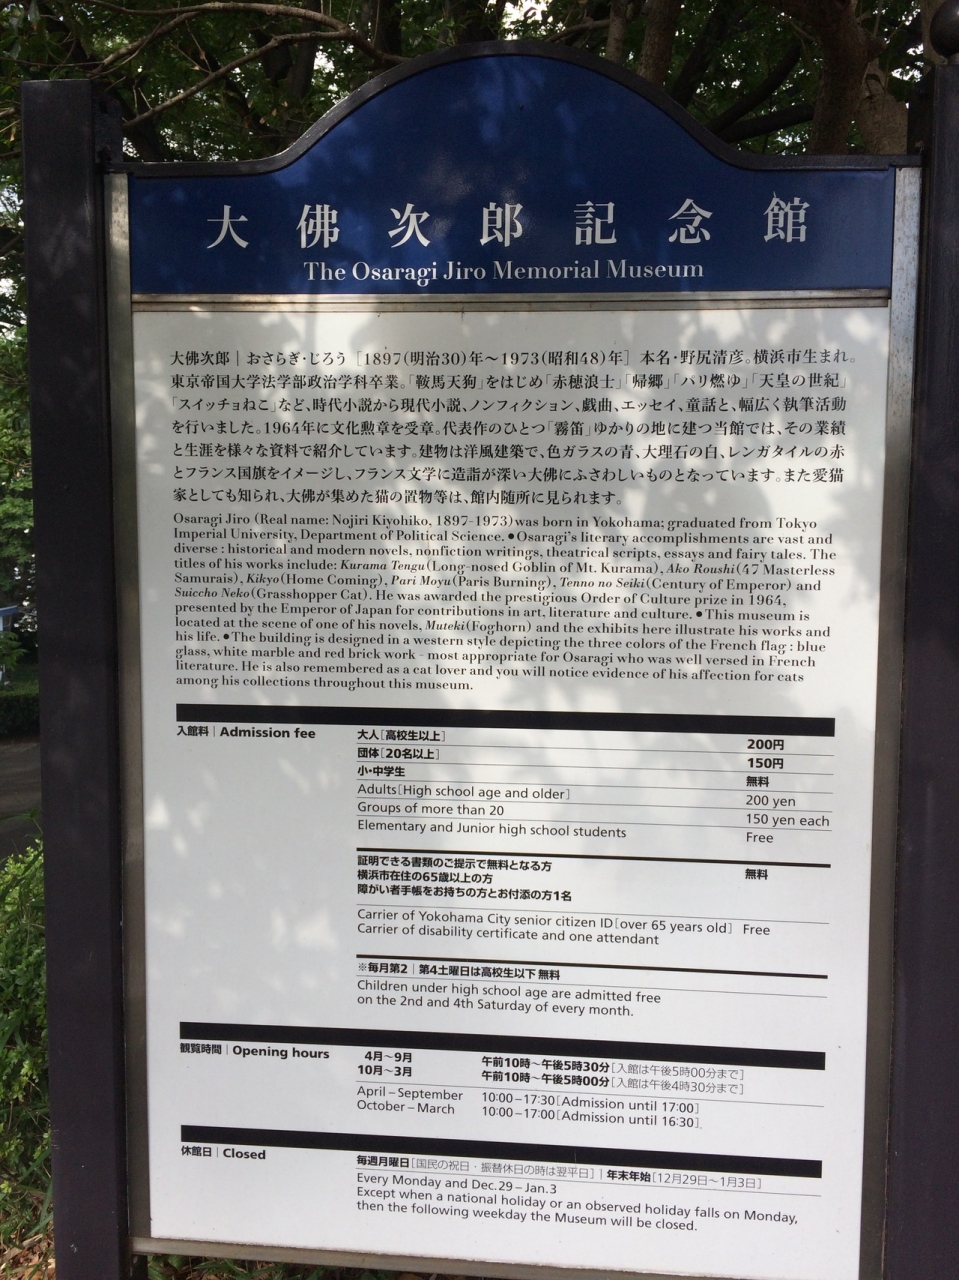 大佛次郎記念館
The Osaragi Jiro Memorial Museum
大佛次郎｜おさらぎ・じろう [1897(明治30)年～1973(昭和48)年] 本名・野尻清彦。横浜市生まれ。
東京帝国大学法学部政治学科卒業。「鞍馬天狗」をはじめ「赤穂浪士」「帰郷」「パリ燃ゆ」「天皇の世紀」
「スイッチョねこ」など、時代小説から現代小説、ノンフィクション、戯曲、エッセイ、童話と、幅広く執筆活動
を行いました。1964年に文化勲章を受章。代表作のひとつ「霧笛」ゆかりの地に建つ当館では、その業績
と生涯を様々な資料で紹介しています。建物は洋風建築で、色ガラスの青、大理石の白、レンガタイルの赤
とフランス国旗をイメージし、フランス文学に造詣が深い大佛にふさわしいものとなっています。また愛猫
家としても知られ、大佛が集めた猫の置物等は、館内随所に見られます。
Osaragi Jiro (Real name: Nojiri Kiyohiko, 1897-1973) was born in Yokohama; graduated from Tokyo
Imperial University, Department of Political Science. ●Osaragi's literary accomplishments are vast and
diverse : historical and modern novels, nonfiction writings, theatrical scripts, essays and fairy tales. The
titles of his works include: Kurama Tengu(Long-nosed Goblin of Mt. Kurama), Ako Roushi(47 Masterless
Samurais), Kikyo(Home Coming), Pari Moyu(Paris Burning), Tenno no Seiki(Century of Emperor) and
Suiccho Neko(Grasshopper Cat). He was awarded the prestigious Order of Culture prize in 1964,
presented by the Emperor of Japan for contributions in art, literature and culture. ●This museum is
located at the scene of one of his novels, Muteki(Foghorn) and the exhibits here illustrate his works and
his life. ●The building is designed in a western style depicting the three colors of the French flag : blue
glass, white marble and red brick work - most appropriate for Osaragi who was well versed in French
literature. He is also remembered as a cat lover and you will notice evidence of his affection for cats
among his collections throughout this museum.
入館料｜Admission fee
大人[高校生以上] 200円
団体[20名以上] 150円
小・中学生 無料
Adults[High school age and older] 200 yen
Groups of more than 20 150 yen each
Elementary and Junior high school students Free
証明できる書類のご提示で無料となる方 無料
横浜市在住の65歳以上の方
障がい者手帳をお持ちの方とお付添の方1名
Carrier of Yokohama City senior citizen ID[over 65 years old] Free
Carrier of disability certificate and one attendant
※毎月第2｜第4土曜日は高校生以下 無料
Children under high school age are admitted free
on the 2nd and 4th Saturday of every month.
観覧時間｜Opening hours
4月～9月 午前10時～午後5時30分[入館は午後5時00分まで]
10月～3月 午前10時～午後5時00分[入館は午後4時30分まで]
April – September 10:00 – 17:30[Admission until 17:00]
October – March 10:00 – 17:00[Admission until 16:30].
休館日｜Closed
毎週月曜日[国民の祝日・振替休日の時は翌平日]｜年末年始[12月29日～1月3日]
Every Monday and Dec.29 – Jan.3
Except when a national holiday or an observed holiday falls on Monday,
then the following weekday the Museum will be closed.